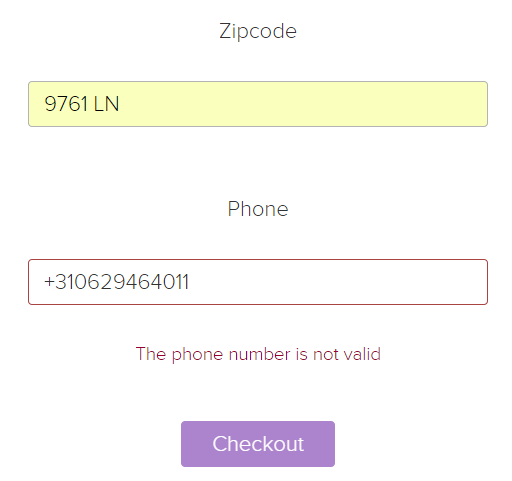 Zipcode
9761 LN
Phone
+310629464011
The phone number is not valid
Checkout